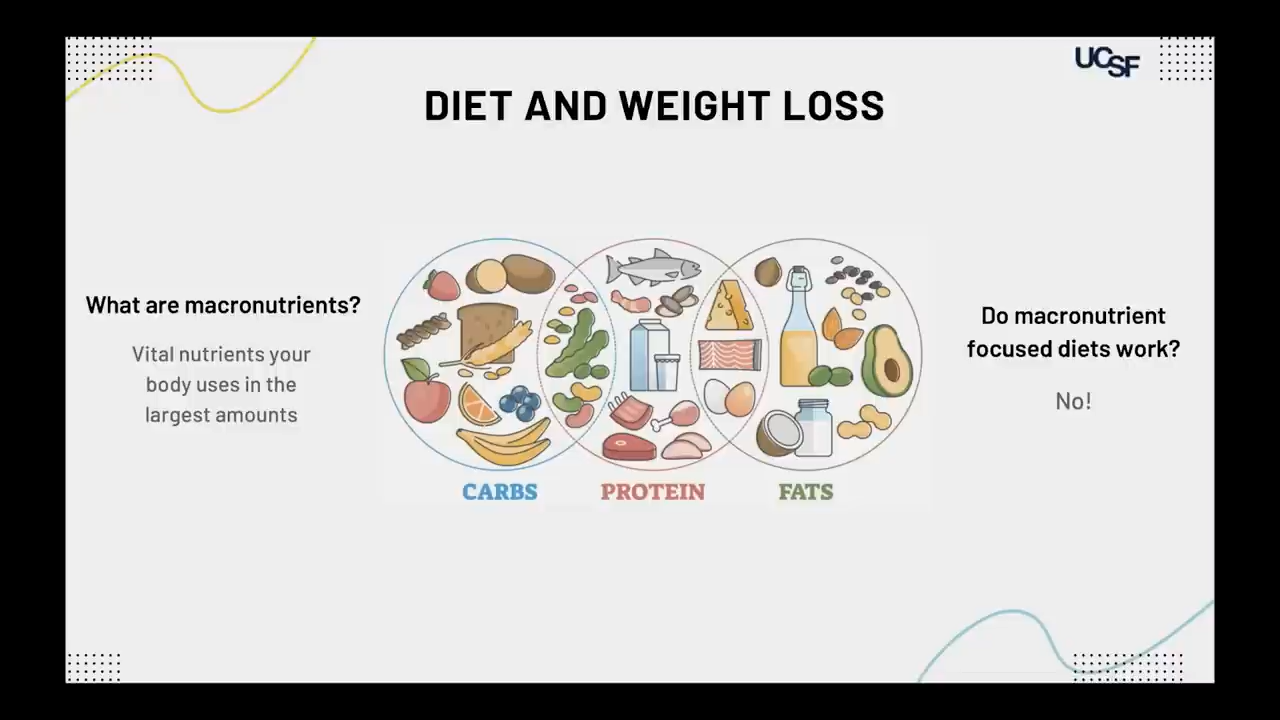 UCSF
DIET AND WEIGHT LOSS
What are macronutrients?
Vital nutrients your
body uses in the
largest amounts
CARBS
PROTEIN
FATS
Do macronutrient
focused diets work?
No!